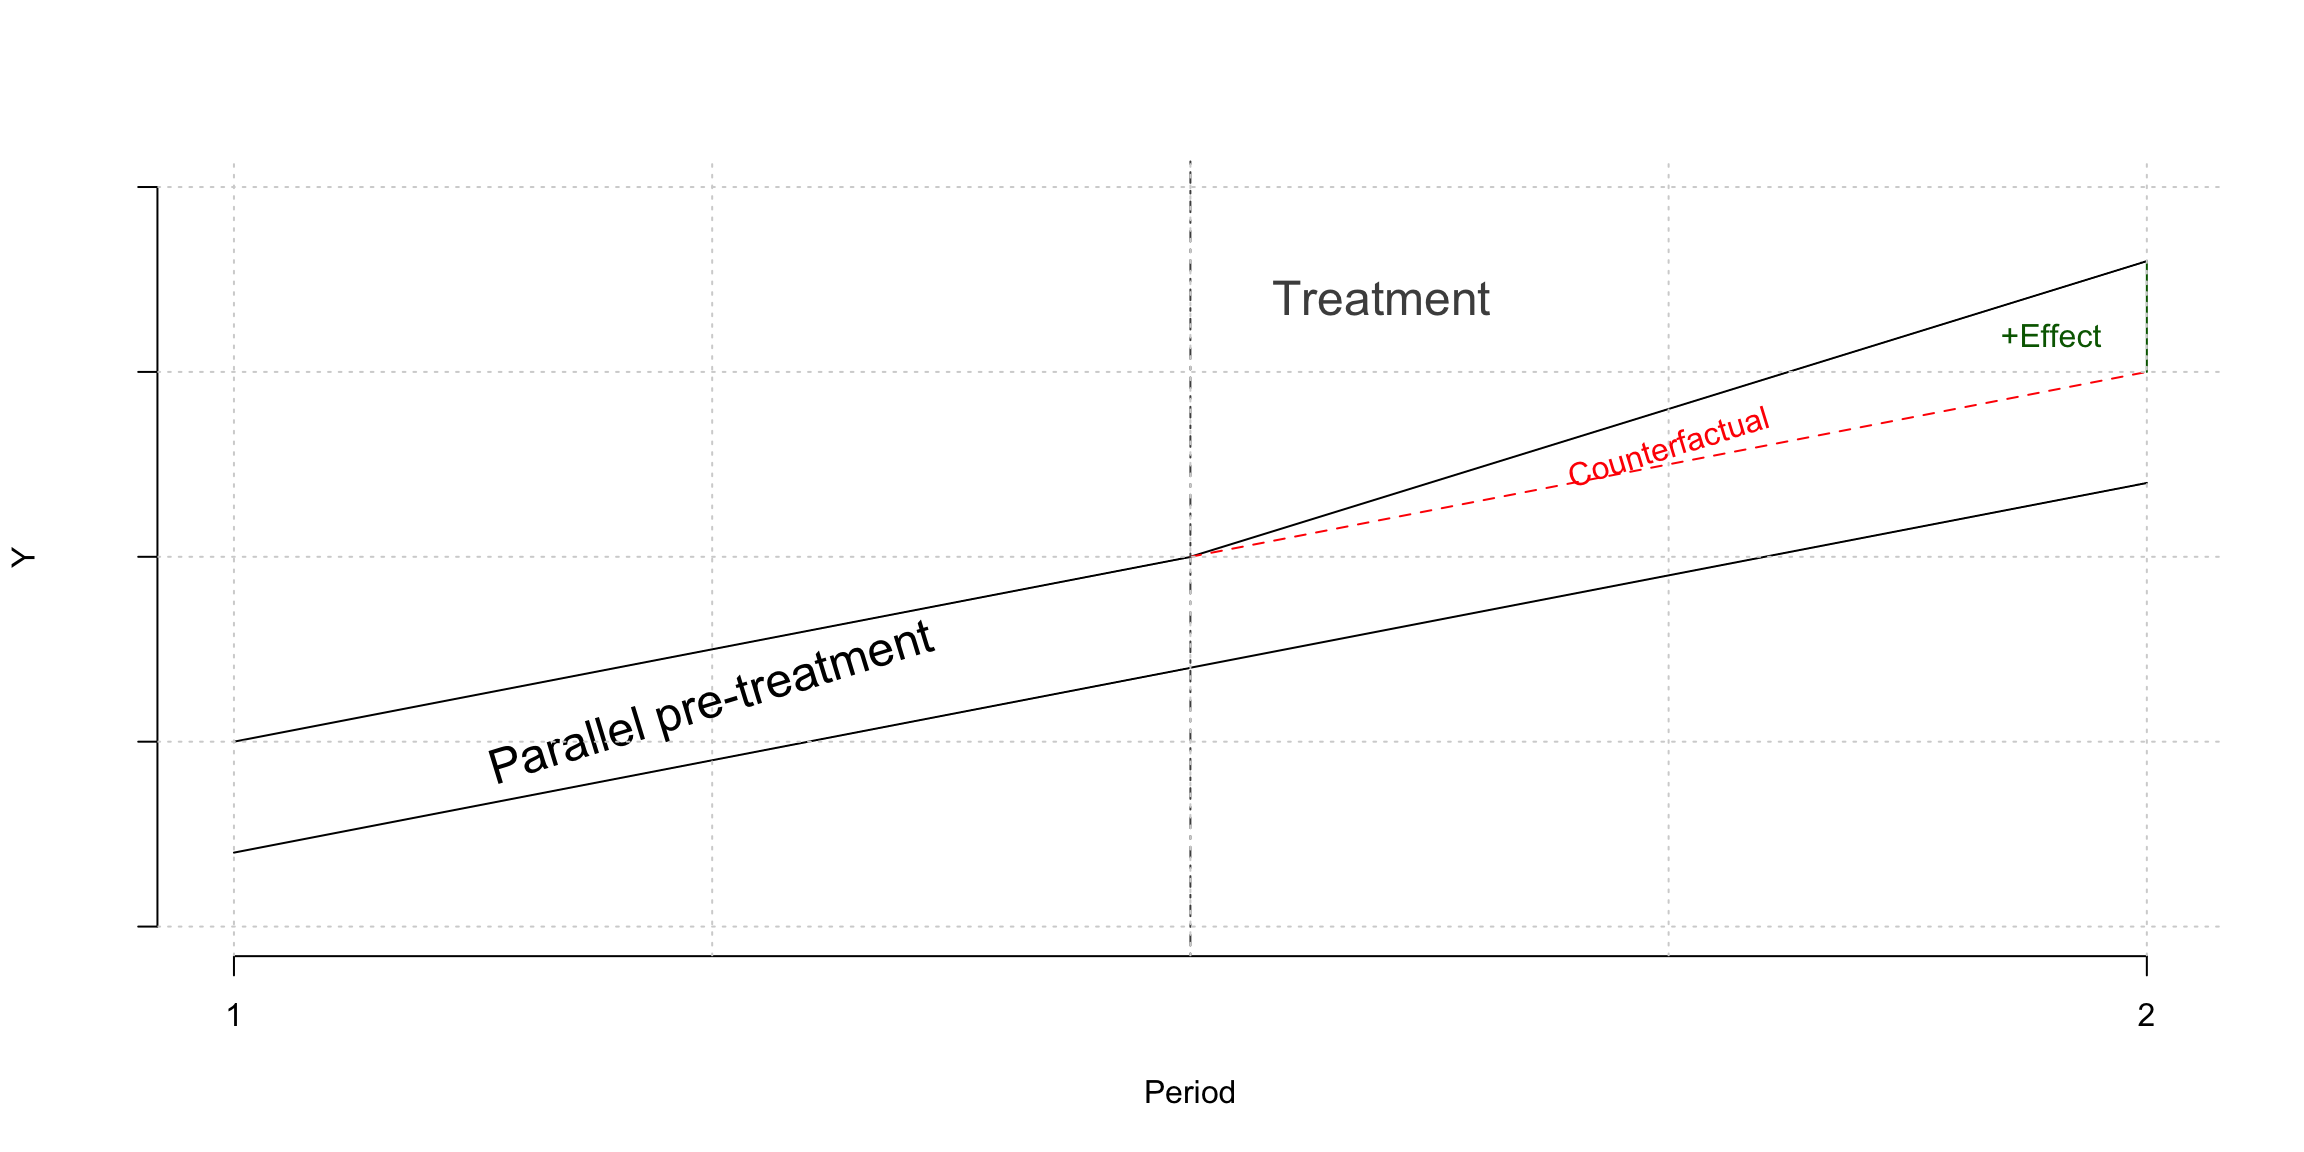 Treatment
+Effect
Counterfactual
Y
Parallel pre-treatment
1
2
Period